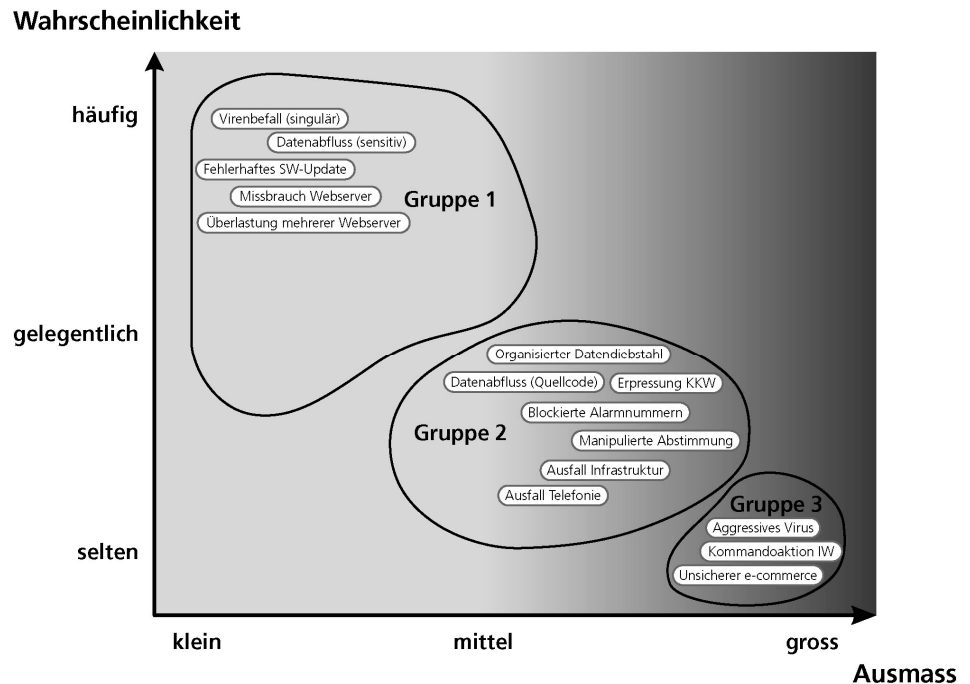 Wahrscheinlichkeit
häufig
Virenbefall (singulär)
Datenabfluss (sensitiv)
Fehlerhaftes SW-Update
Missbrauch Webserver
Gruppe 1
Überlastung mehrerer Webserver
gelegentlich
Organisierter Datendiebstahl
Datenabfluss (Quellcode)
Erpressung KKW
Blockierte Alarmnummern
Gruppe 2
Manipulierte Abstimmung
Ausfall Infrastruktur
Ausfall Telefonie
Gruppe 3
Aggressives Virus
selten
Kommandoaktion IW
Unsicherer e-commerce
klein
mittel
gross
Ausmass